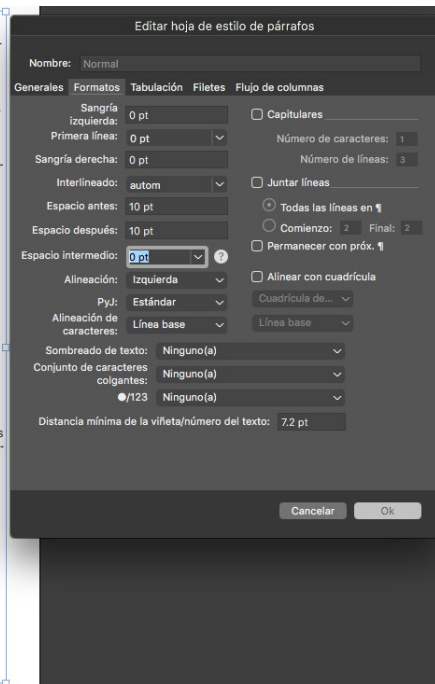 Editar hoja de estilo de párrafos
Nombre: Normal
Generales Formatos Tabulación Filetes Flujo de columnas
Sangría izquierda: 0 pt
Primera línea: 0 pt
Sangría derecha: 0 pt
Interlineado: autom
Espacio antes: 10 pt
Espacio después: 10 pt
Espacio intermedio: 0 pt ?
Alineación: Izquierda
PyJ: Estándar
Alineación de caracteres: Línea base
Capitulares
Número de caracteres: 1
Número de líneas: 3
Juntar líneas
Todas las líneas en ¶
Comienzo: 2 Final: 2
Permanecer con próx. ¶
Alinear con cuadrícula
Cuadrícula de...
Línea base
Sombreado de texto: Ninguno(a)
Conjunto de caracteres colgantes: Ninguno(a)
●/123 Ninguno(a)
Distancia mínima de la viñeta/número del texto: 7.2 pt
Cancelar Ok